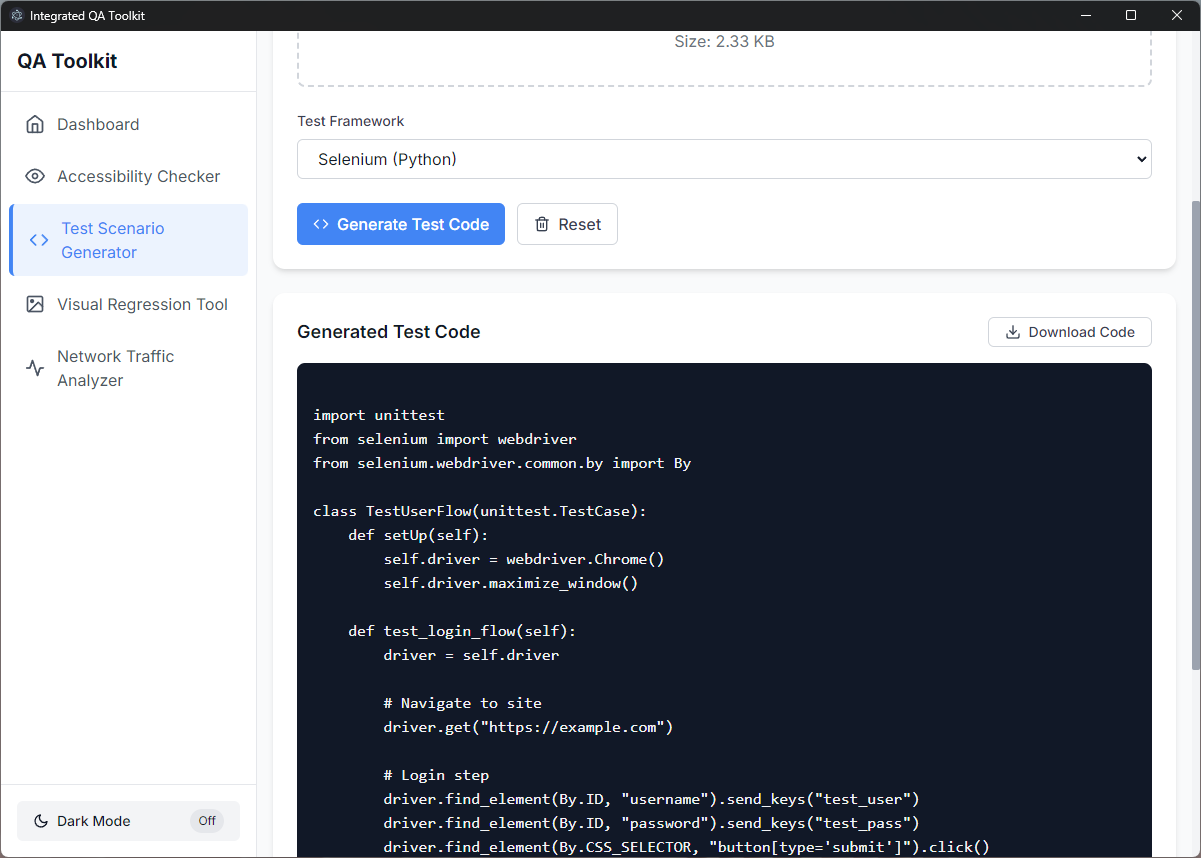 Integrated QA Toolkit
QA Toolkit
Dashboard
Accessibility Checker
Test Scenario
Generator
Visual Regression Tool
Network Traffic
Analyzer
Dark Mode
Off
Size: 2.33 KB
Test Framework
Selenium (Python)
Generate Test Code
Reset
Generated Test Code
Download Code
import unittest
from selenium import webdriver
from selenium.webdriver.common.by import By
class TestUserFlow(unittest.TestCase):
    def setUp(self):
        self.driver = webdriver.Chrome()
        self.driver.maximize_window()
    def test_login_flow(self):
        driver = self.driver
        # Navigate to site
        driver.get("https://example.com")
        # Login step
        driver.find_element(By.ID, "username").send_keys("test_user")
        driver.find_element(By.ID, "password").send_keys("test_pass")
        driver.find_element(By.CSS_SELECTOR, "button[type='submit']").click()